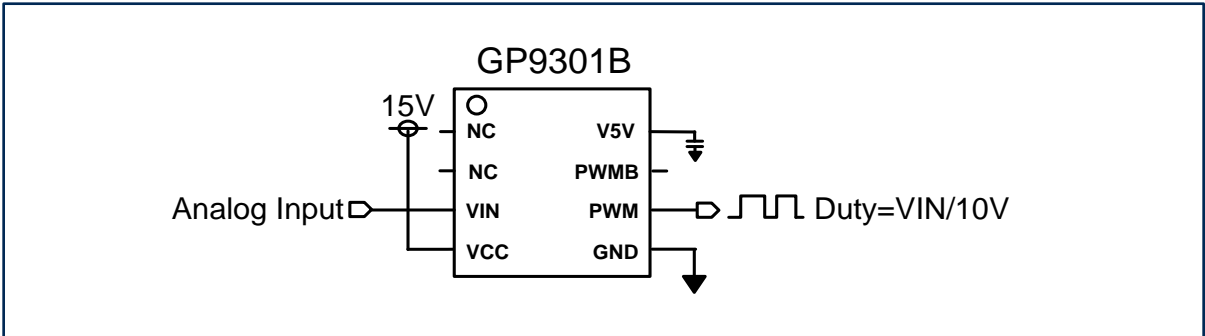 GP9301B
15V
NC V5V
NC PWMB
Analog Input VIN PWM Duty=VIN/10V
VCC GND